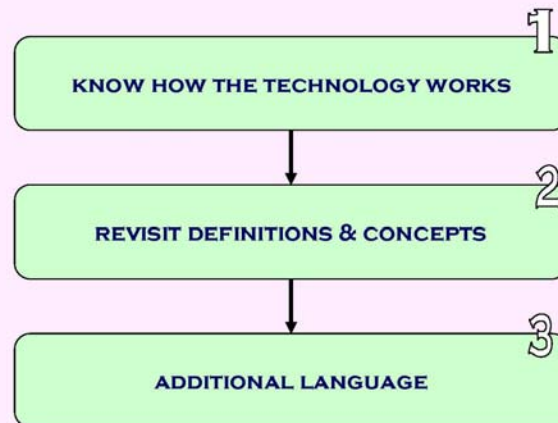 1
KNOW HOW THE TECHNOLOGY WORKS
2
REVISIT DEFINITIONS & CONCEPTS
3
ADDITIONAL LANGUAGE